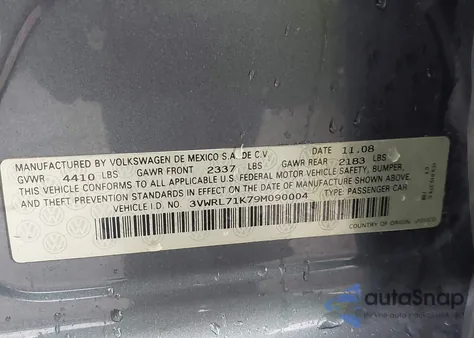 MANUFACTURED BY VOLKSWAGEN DE MEXICO S.A. DE C.V. DATE 11.08
GVWR 4410 LBS GAWR FRONT 2337 LBS GAWR REAR 2183 LBS
THIS VEHICLE CONFORMS TO ALL APPLICABLE U.S. FEDERAL MOTOR VEHICLE SAFETY, BUMPER,
AND THEFT PREVENTION STANDARDS IN EFFECT ON THE DATE OF MANUFACTURE SHOWN ABOVE.
VEHICLE I.D. NO. 3VWRL71K79M090004 TYPE: PASSENGER CAR
COUNTRY OF ORIGIN:
autoSnap